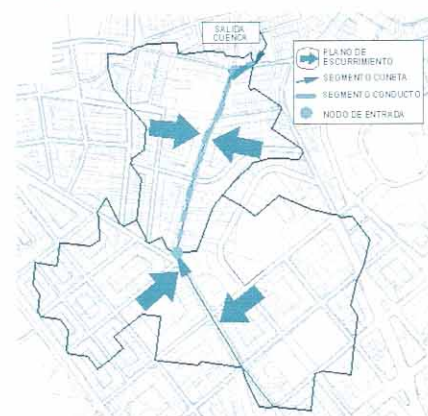 SALIDA
CUENCA
PLANO DE
ESCURRIMIENTO
SEGMENTO CUNETA
SEGMENTO CONDUCTO
NODO DE ENTRADA